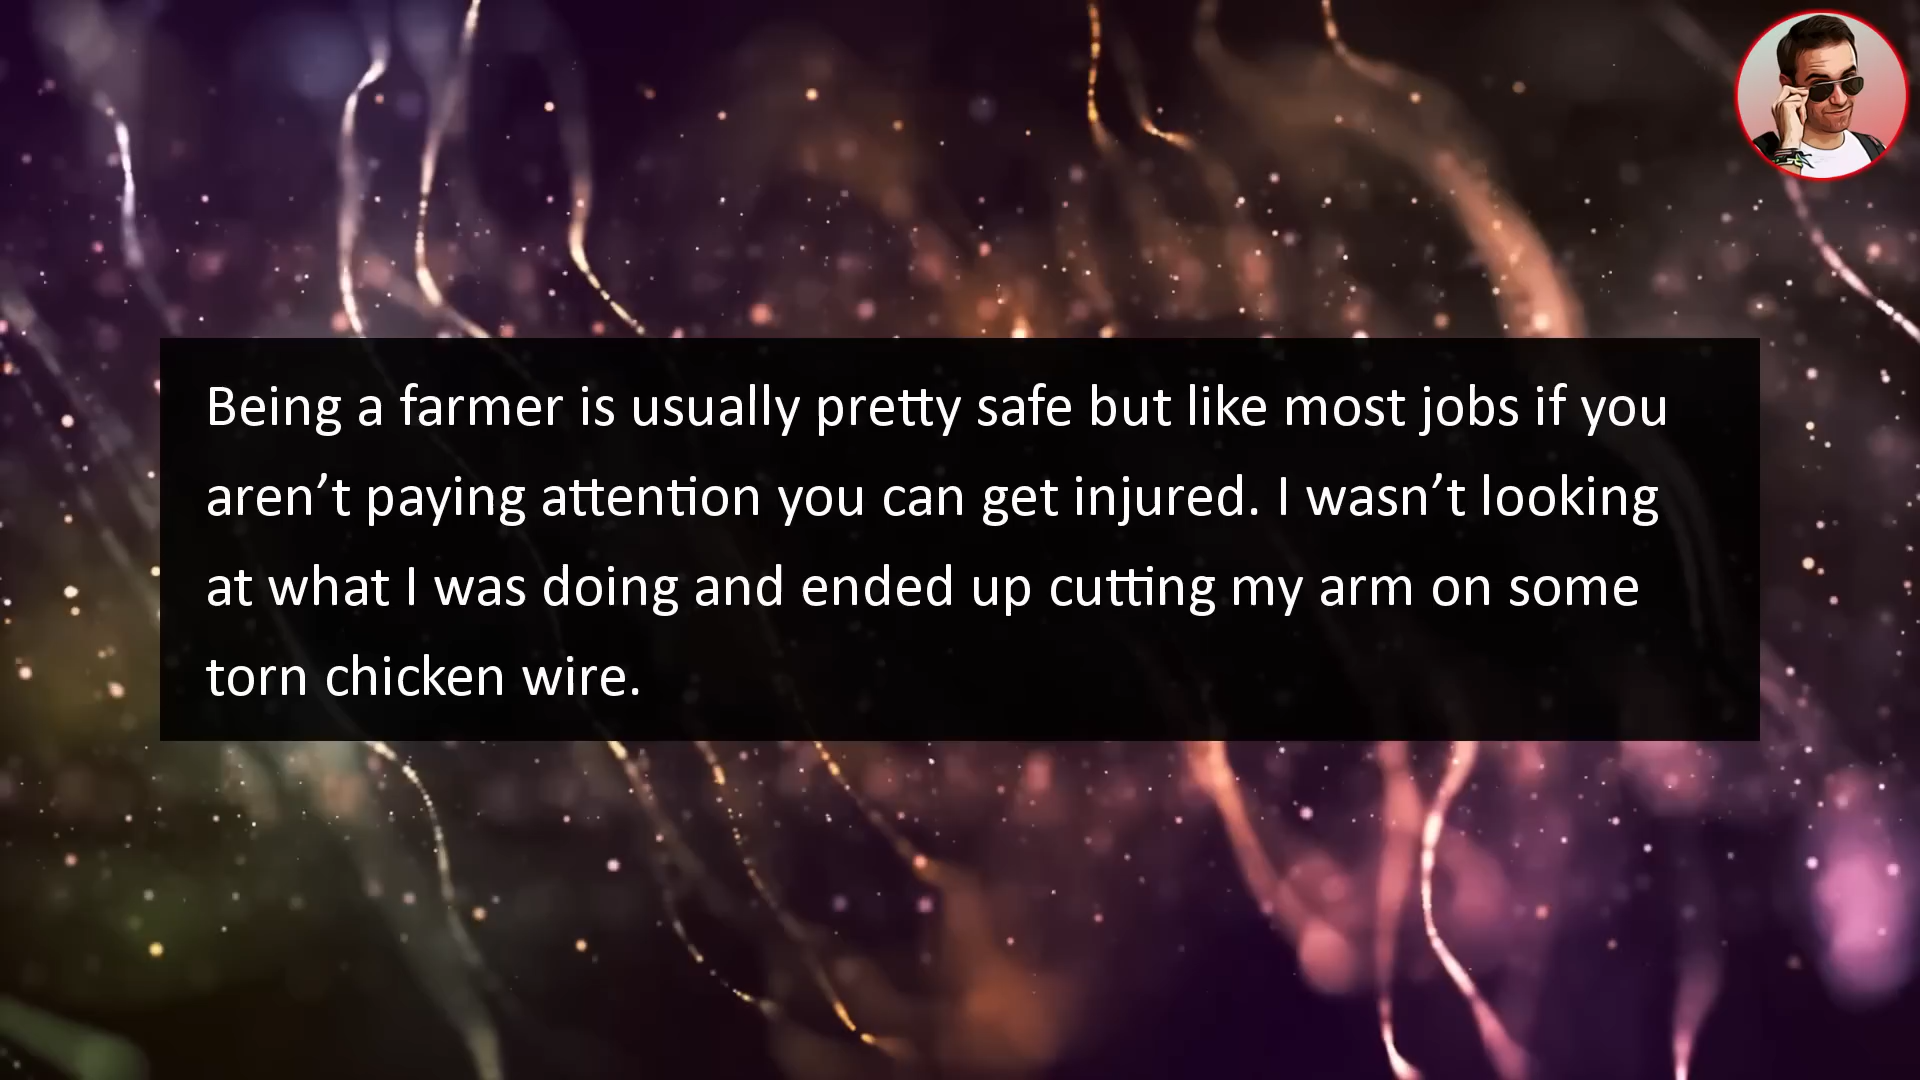 Being a farmer is usually pretty safe but like most jobs if you
aren’t paying attention you can get injured. I wasn’t looking
at what I was doing and ended up cutting my arm on some
torn chicken wire.